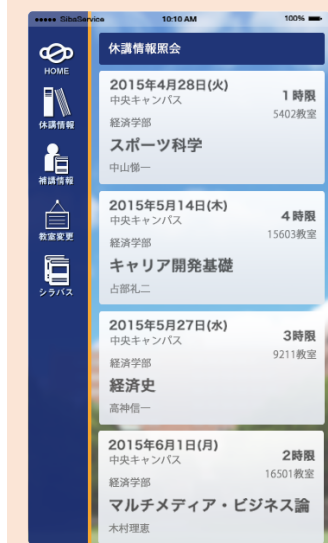 SibaService 10:10 AM 100%
HOME
休講情報
補講情報
教室変更
シラバス
休講情報照会
2015年4月28日(火)
中央キャンパス 1時限
5402教室
経済学部
スポーツ科学
中山愼一
2015年5月14日(木)
中央キャンパス 4時限
15603教室
経済学部
キャリア開発基礎
占部礼二
2015年5月27日(水)
中央キャンパス 3時限
9211教室
経済学部
経済史
高神信一
2015年6月1日(月)
中央キャンパス 2時限
16501教室
経済学部
マルチメディア・ビジネス論
木村理恵